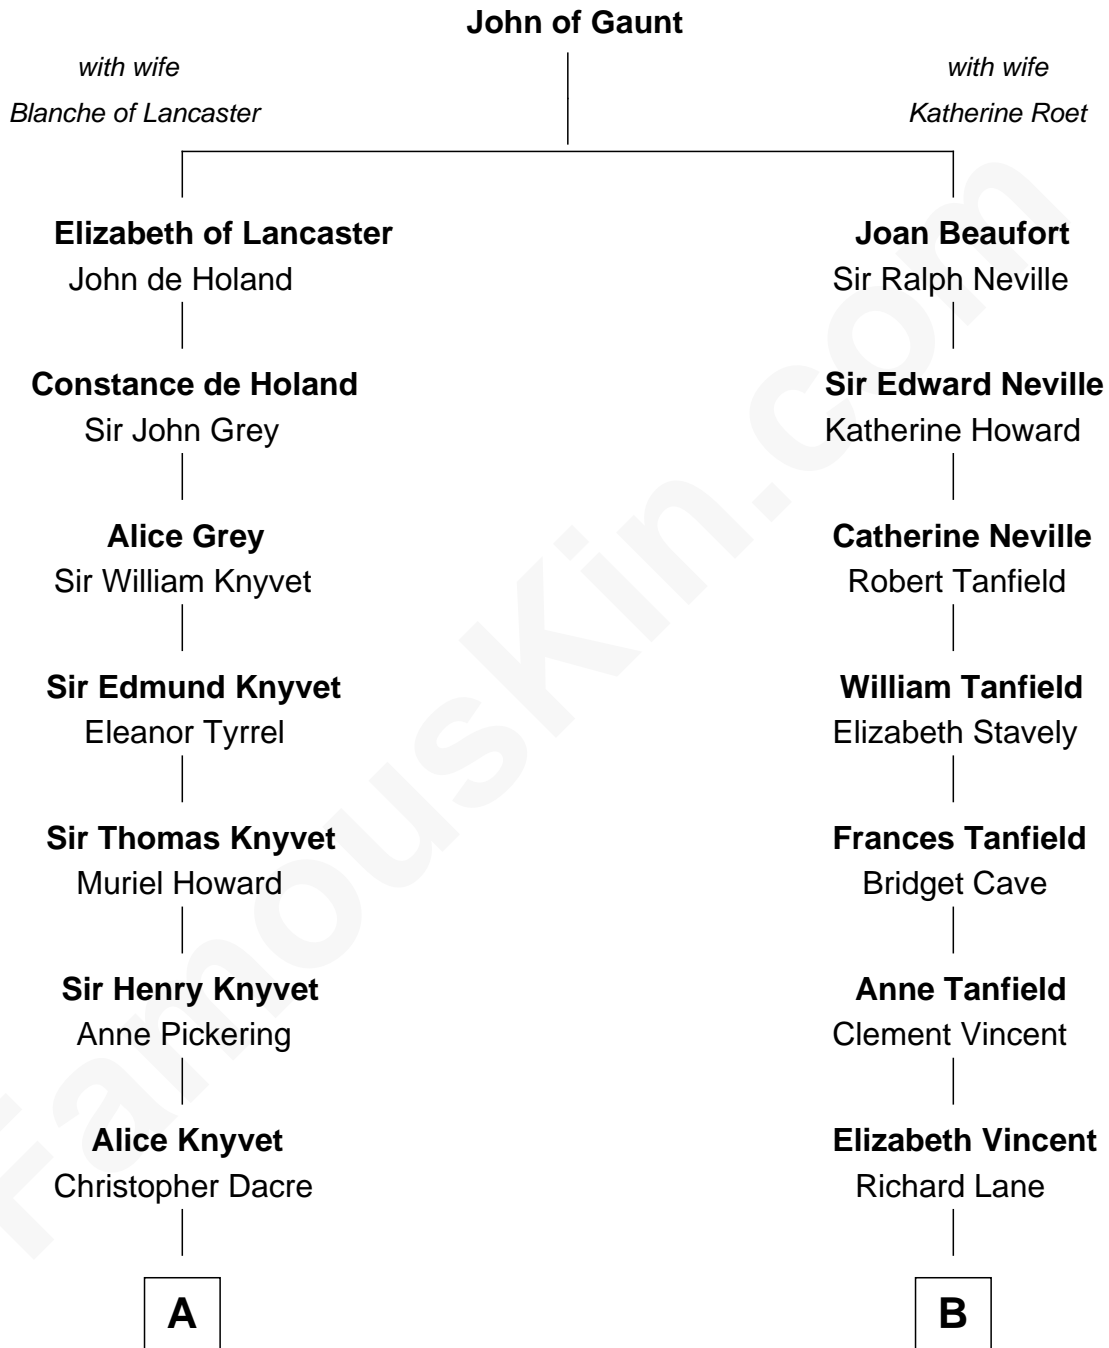 John of Gaunt
with wife
Blanche of Lancaster
with wife
Katherine Roet
Elizabeth of Lancaster
John de Holand
Joan Beaufort
Sir Ralph Neville
Constance de Holand
Sir John Grey
Sir Edward Neville
Katherine Howard
Alice Grey
Sir William Knyvet
Catherine Neville
Robert Tanfield
Sir Edmund Knyvet
Eleanor Tyrrel
William Tanfield
Elizabeth Stavely
Sir Thomas Knyvet
Muriel Howard
Frances Tanfield
Bridget Cave
Sir Henry Knyvet
Anne Pickering
Anne Tanfield
Clement Vincent
Alice Knyvet
Christopher Dacre
Elizabeth Vincent
Richard Lane
A
B
FamousKin.com